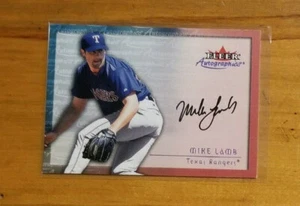 FLEER
Autographics
Mike Lamb
MIKE LAMB
Texas Rangers